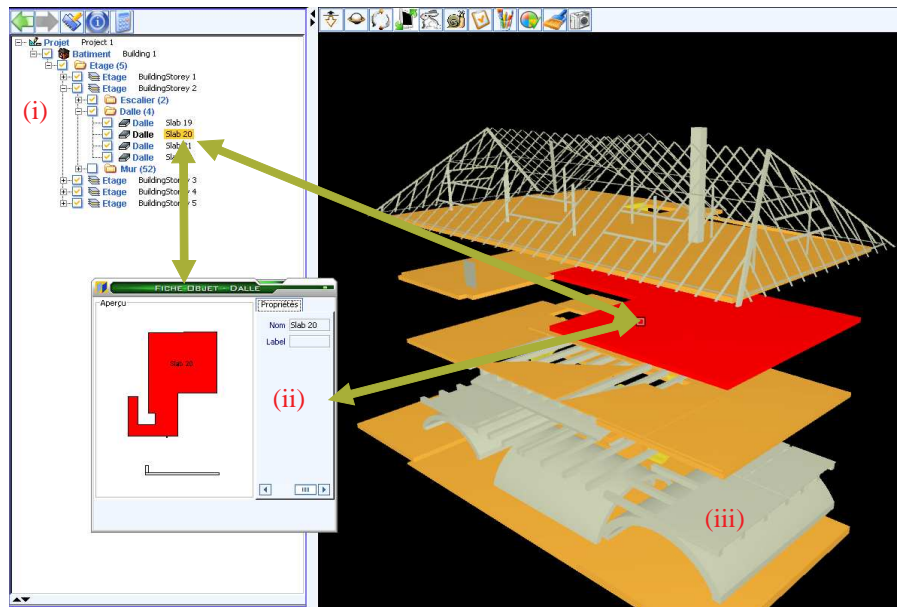 Projet Project 1
Batiment Building 1
Etage (5)
Etage BuildingStorey 1
Etage BuildingStorey 2
(i)
Escalier (2)
Dalle (4)
Dalle Slab 19
Dalle Slab 20
Dalle
Dalle
Mur (52)
Etage BuildingStorey 3
Etage BuildingStorey 4
Etage BuildingStorey 5
FICHE OBJET - DALLE
Aperçu
Propriétés
Nom Slab 20
Label
Slab 20
(ii)
(iii)